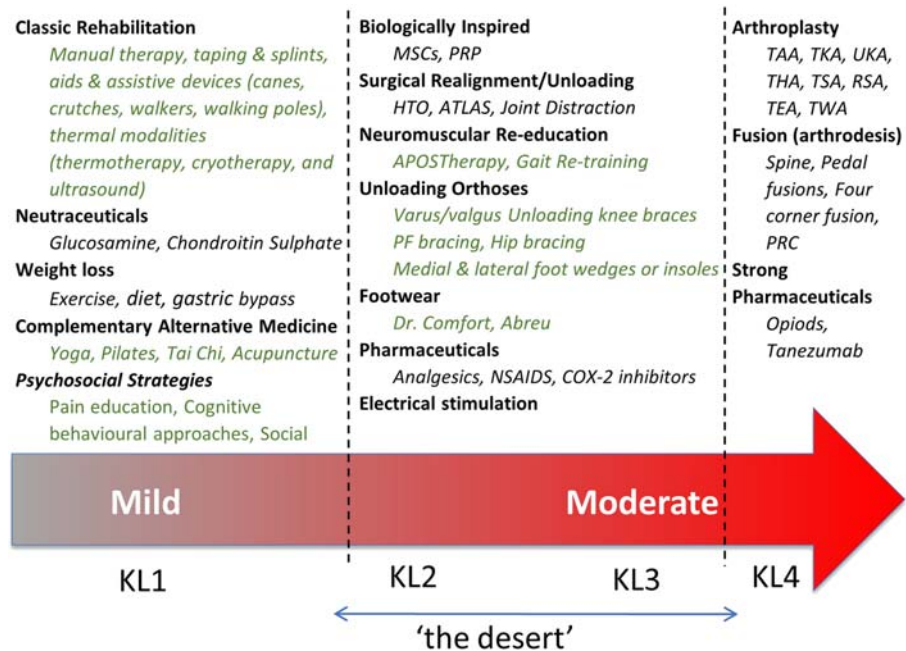 Classic Rehabilitation
Manual therapy, taping & splints,
aids & assistive devices (canes,
crutches, walkers, walking poles),
thermal modalities
(thermotherapy, cryotherapy, and
ultrasound)
Neutraceuticals
Glucosamine, Chondroitin Sulphate
Weight loss
Exercise, diet, gastric bypass
Complementary Alternative Medicine
Yoga, Pilates, Tai Chi, Acupuncture
Psychosocial Strategies
Pain education, Cognitive
behavioural approaches, Social
Biologically Inspired
MSCs, PRP
Surgical Realignment/Unloading
HTO, ATLAS, Joint Distraction
Neuromuscular Re-education
APOSTherapy, Gait Re-training
Unloading Orthoses
Varus/valgus Unloading knee braces
PF bracing, Hip bracing
Medial & lateral foot wedges or insoles
Footwear
Dr. Comfort, Abreu
Pharmaceuticals
Analgesics, NSAIDS, COX-2 inhibitors
Electrical stimulation
Arthroplasty
TAA, TKA, UKA,
THA, TSA, RSA,
TEA, TWA
Fusion (arthrodesis)
Spine, Pedal
fusions, Four
corner fusion,
PRC
Strong
Pharmaceuticals
Opiods,
Tanezumab
Mild
Moderate
KL1
KL2
KL3
KL4
'the desert'